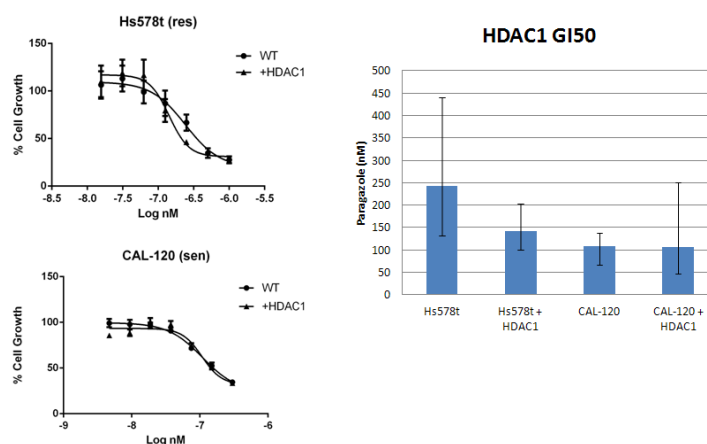 Hs578t (res)
150
100
50
0
% Cell Growth
WT
+HDAC1
-8.5 -8.0 -7.5 -7.0 -6.5 -6.0 -5.5
Log nM
CAL-120 (sen)
150
100
50
0
% Cell Growth
WT
+HDAC1
-9 -8 -7 -6
Log nM
HDAC1 GI50
500
450
400
350
300
250
200
150
100
50
0
Paragazole (nM)
Hs578t Hs578t + HDAC1 CAL-120 CAL-120 + HDAC1